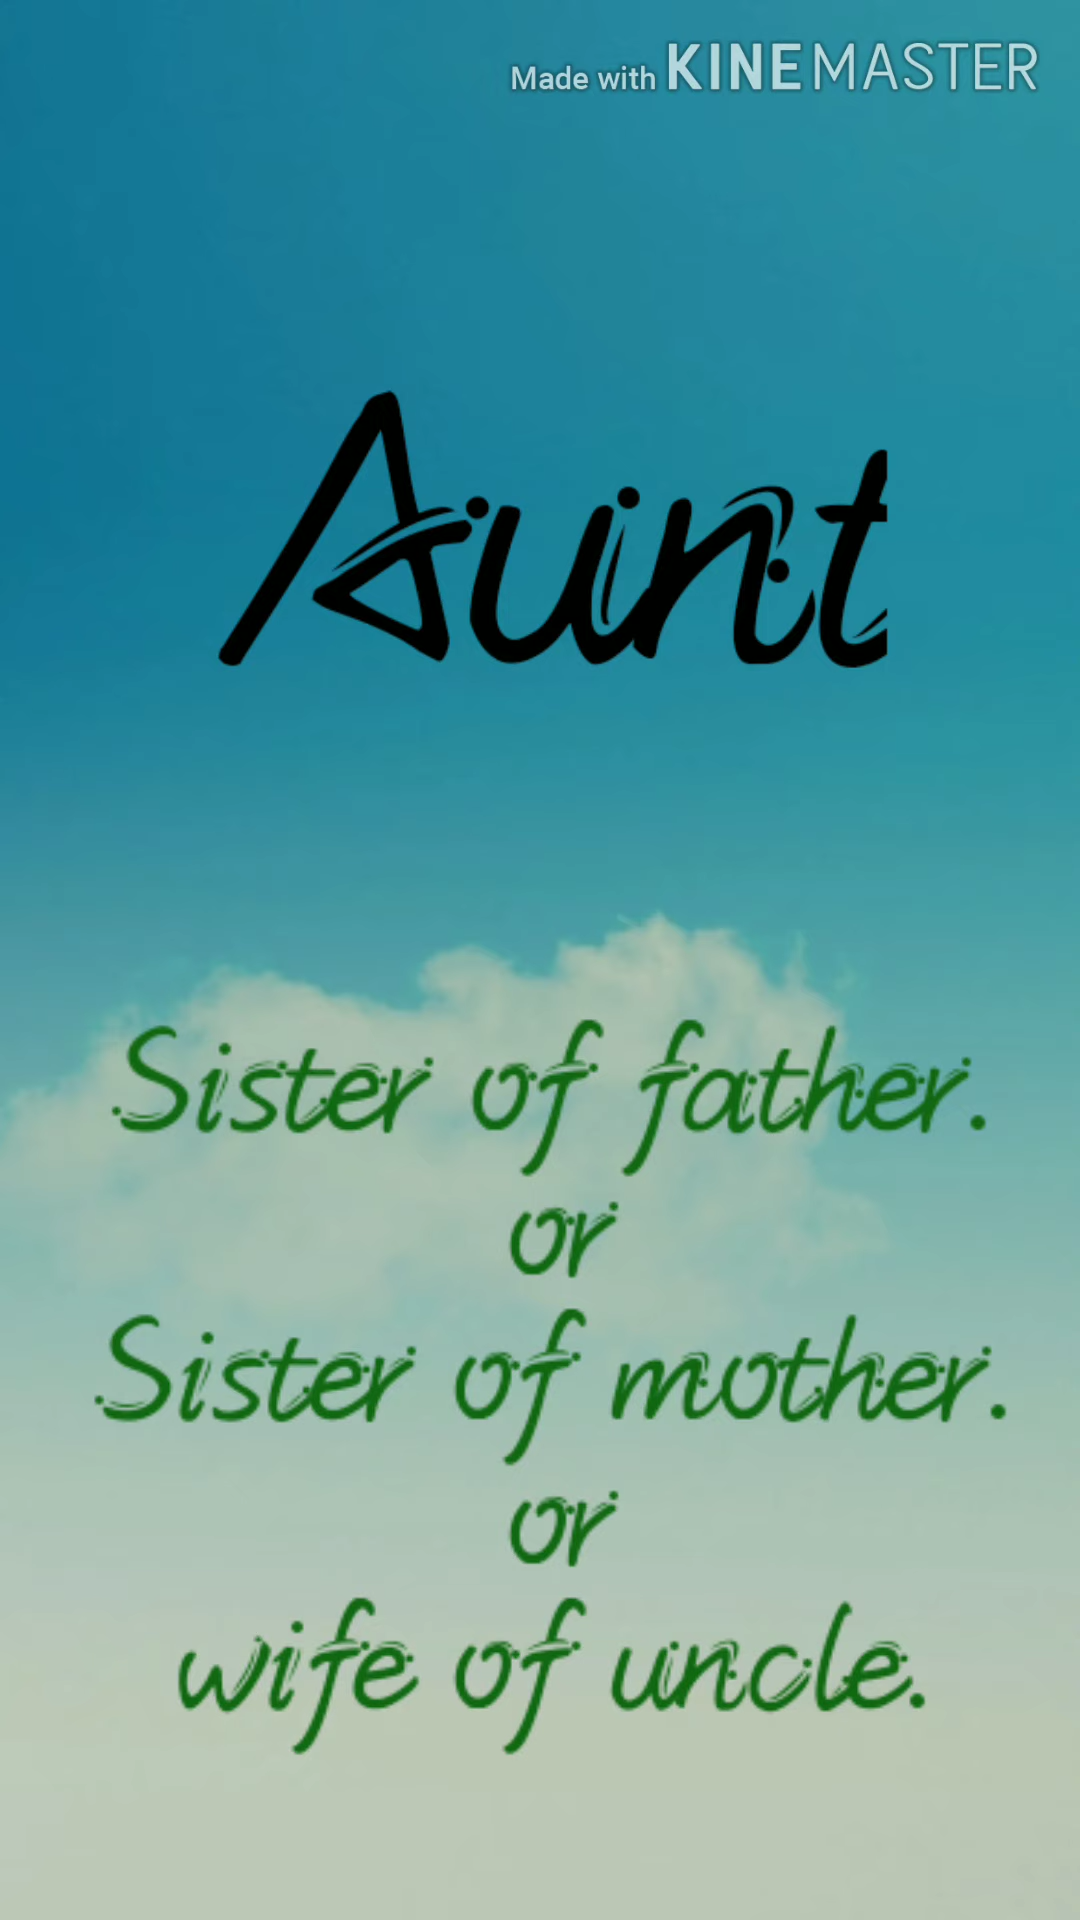 Made with KINEMASTER
Aunt
Sister of father.
or
Sister of mother.
or
wife of uncle.